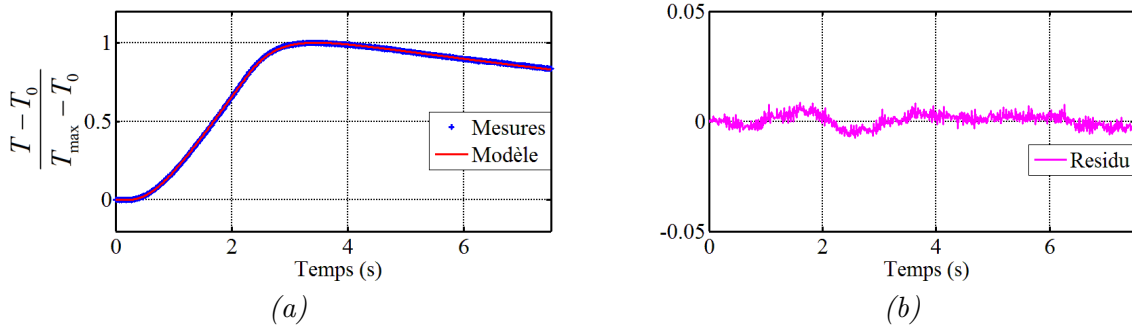 T − T₀
T_max − T₀
1
0.5
0
0
2
4
6
Temps (s)
Mesures
Modèle
(a)
0.05
0
-0.05
0
2
4
6
Temps (s)
Residu
(b)